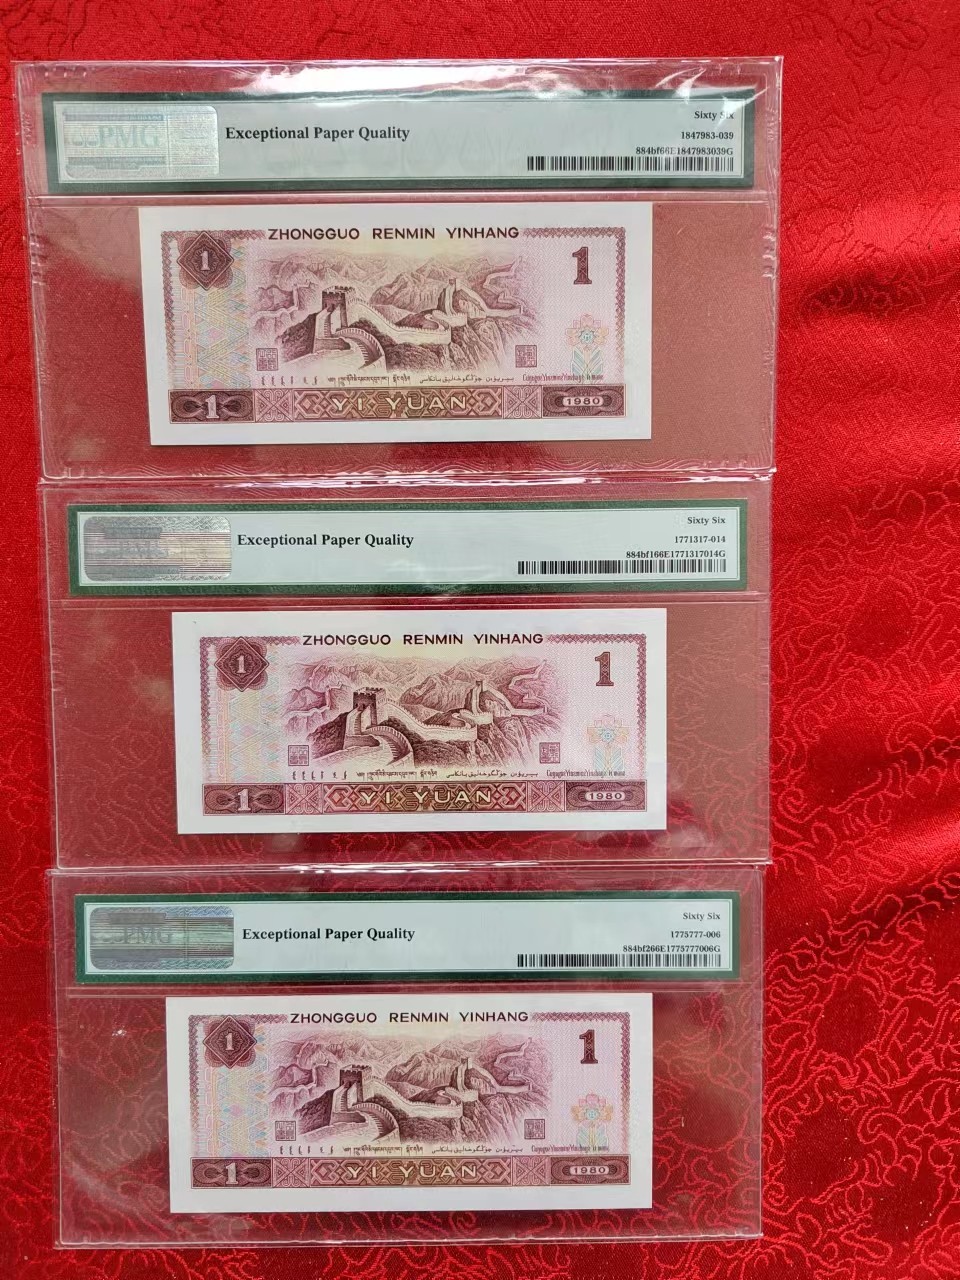 PMG
Exceptional Paper Quality
Sixty Six
1847983-039
884bf66E1847983039G
ZHONGGUO RENMIN YINHANG
1
1
1
YI YUAN
1980
PMG
Exceptional Paper Quality
Sixty Six
1771317-014
884bf166E1771317014G
ZHONGGUO RENMIN YINHANG
1
1
1
YI YUAN
1980
PMG
Exceptional Paper Quality
Sixty Six
1775777-006
884bf266E1775777006G
ZHONGGUO RENMIN YINHANG
1
1
1
YI YUAN
1980